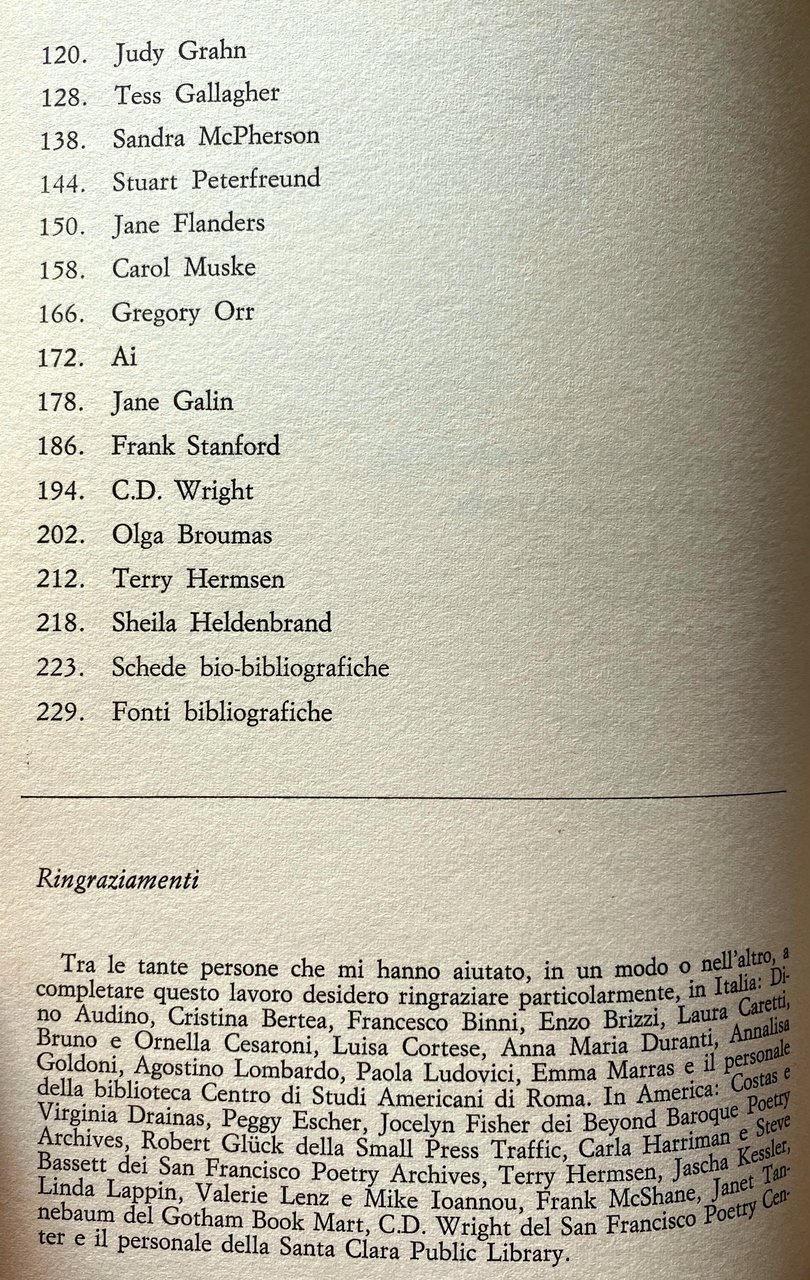 120. Judy Grahn
128. Tess Gallagher
138. Sandra McPherson
144. Stuart Peterfreund
150. Jane Flanders
158. Carol Muske
166. Gregory Orr
172. Ai
178. Jane Galin
186. Frank Stanford
194. C.D. Wright
202. Olga Broumas
212. Terry Hermsen
218. Sheila Heldenbrand
223. Schede bio-bibliografiche
229. Fonti bibliografiche
Ringraziamenti
Tra le tante persone che mi hanno aiutato, in un modo o nell'altro, a
completare questo lavoro desidero ringraziare particolarmente, in Italia: Di-
no Audino, Cristina Bertea, Francesco Binni, Enzo Brizzi, Laura Caretti,
Bruno e Ornella Cesaroni, Luisa Cortese, Anna Maria Duranti, Annalisa
Goldoni, Agostino Lombardo, Paola Ludovici, Emma Marras e il personale
della biblioteca Centro di Studi Americani di Roma. In America: Costas e
Virginia Drainas, Peggy Escher, Jocelyn Fisher dei Beyond Baroque Poetry
Archives, Robert Glück della Small Press Traffic, Carla Harriman e Steve
Bassett dei San Francisco Poetry Archives, Terry Hermsen, Jascha Kessler,
Linda Lappin, Valerie Lenz e Mike Ioannou, Frank McShane, Janet Tan-
nebaum del Gotham Book Mart, C.D. Wright del San Francisco Poetry Cen-
ter e il personale della Santa Clara Public Library.